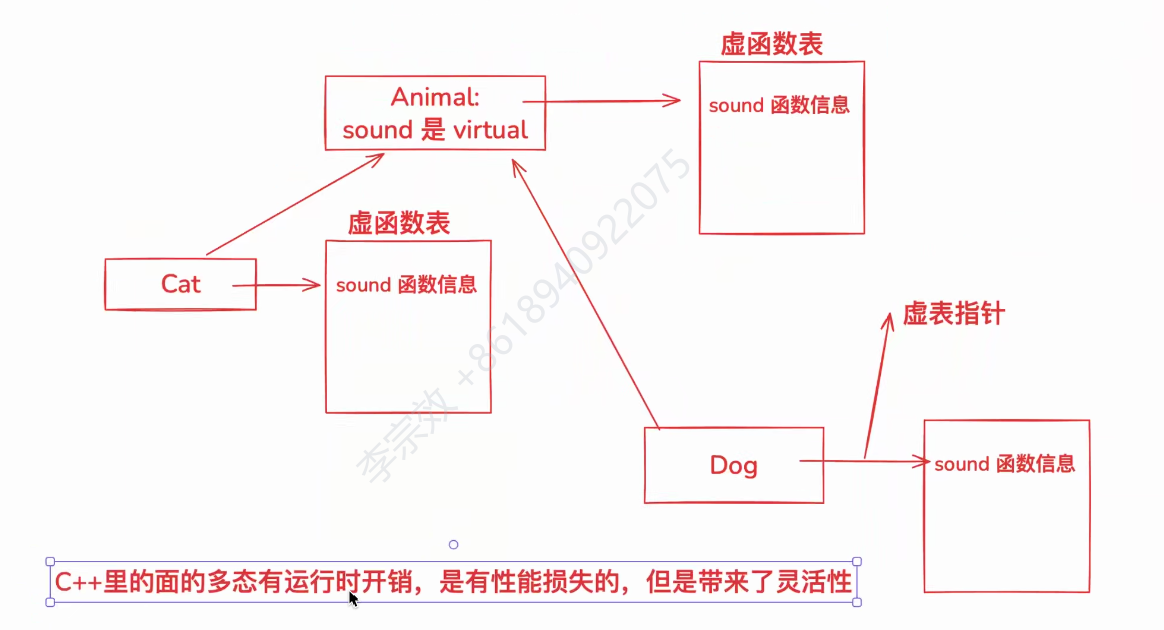 虚函数表
Animal:
sound 是 virtual
sound 函数信息
虚函数表
Cat
sound 函数信息
虚表指针
Dog
sound 函数信息
C++里的面的多态有运行时开销，是有性能损失的，但是带来了灵活性
李宗效 +8618940922075